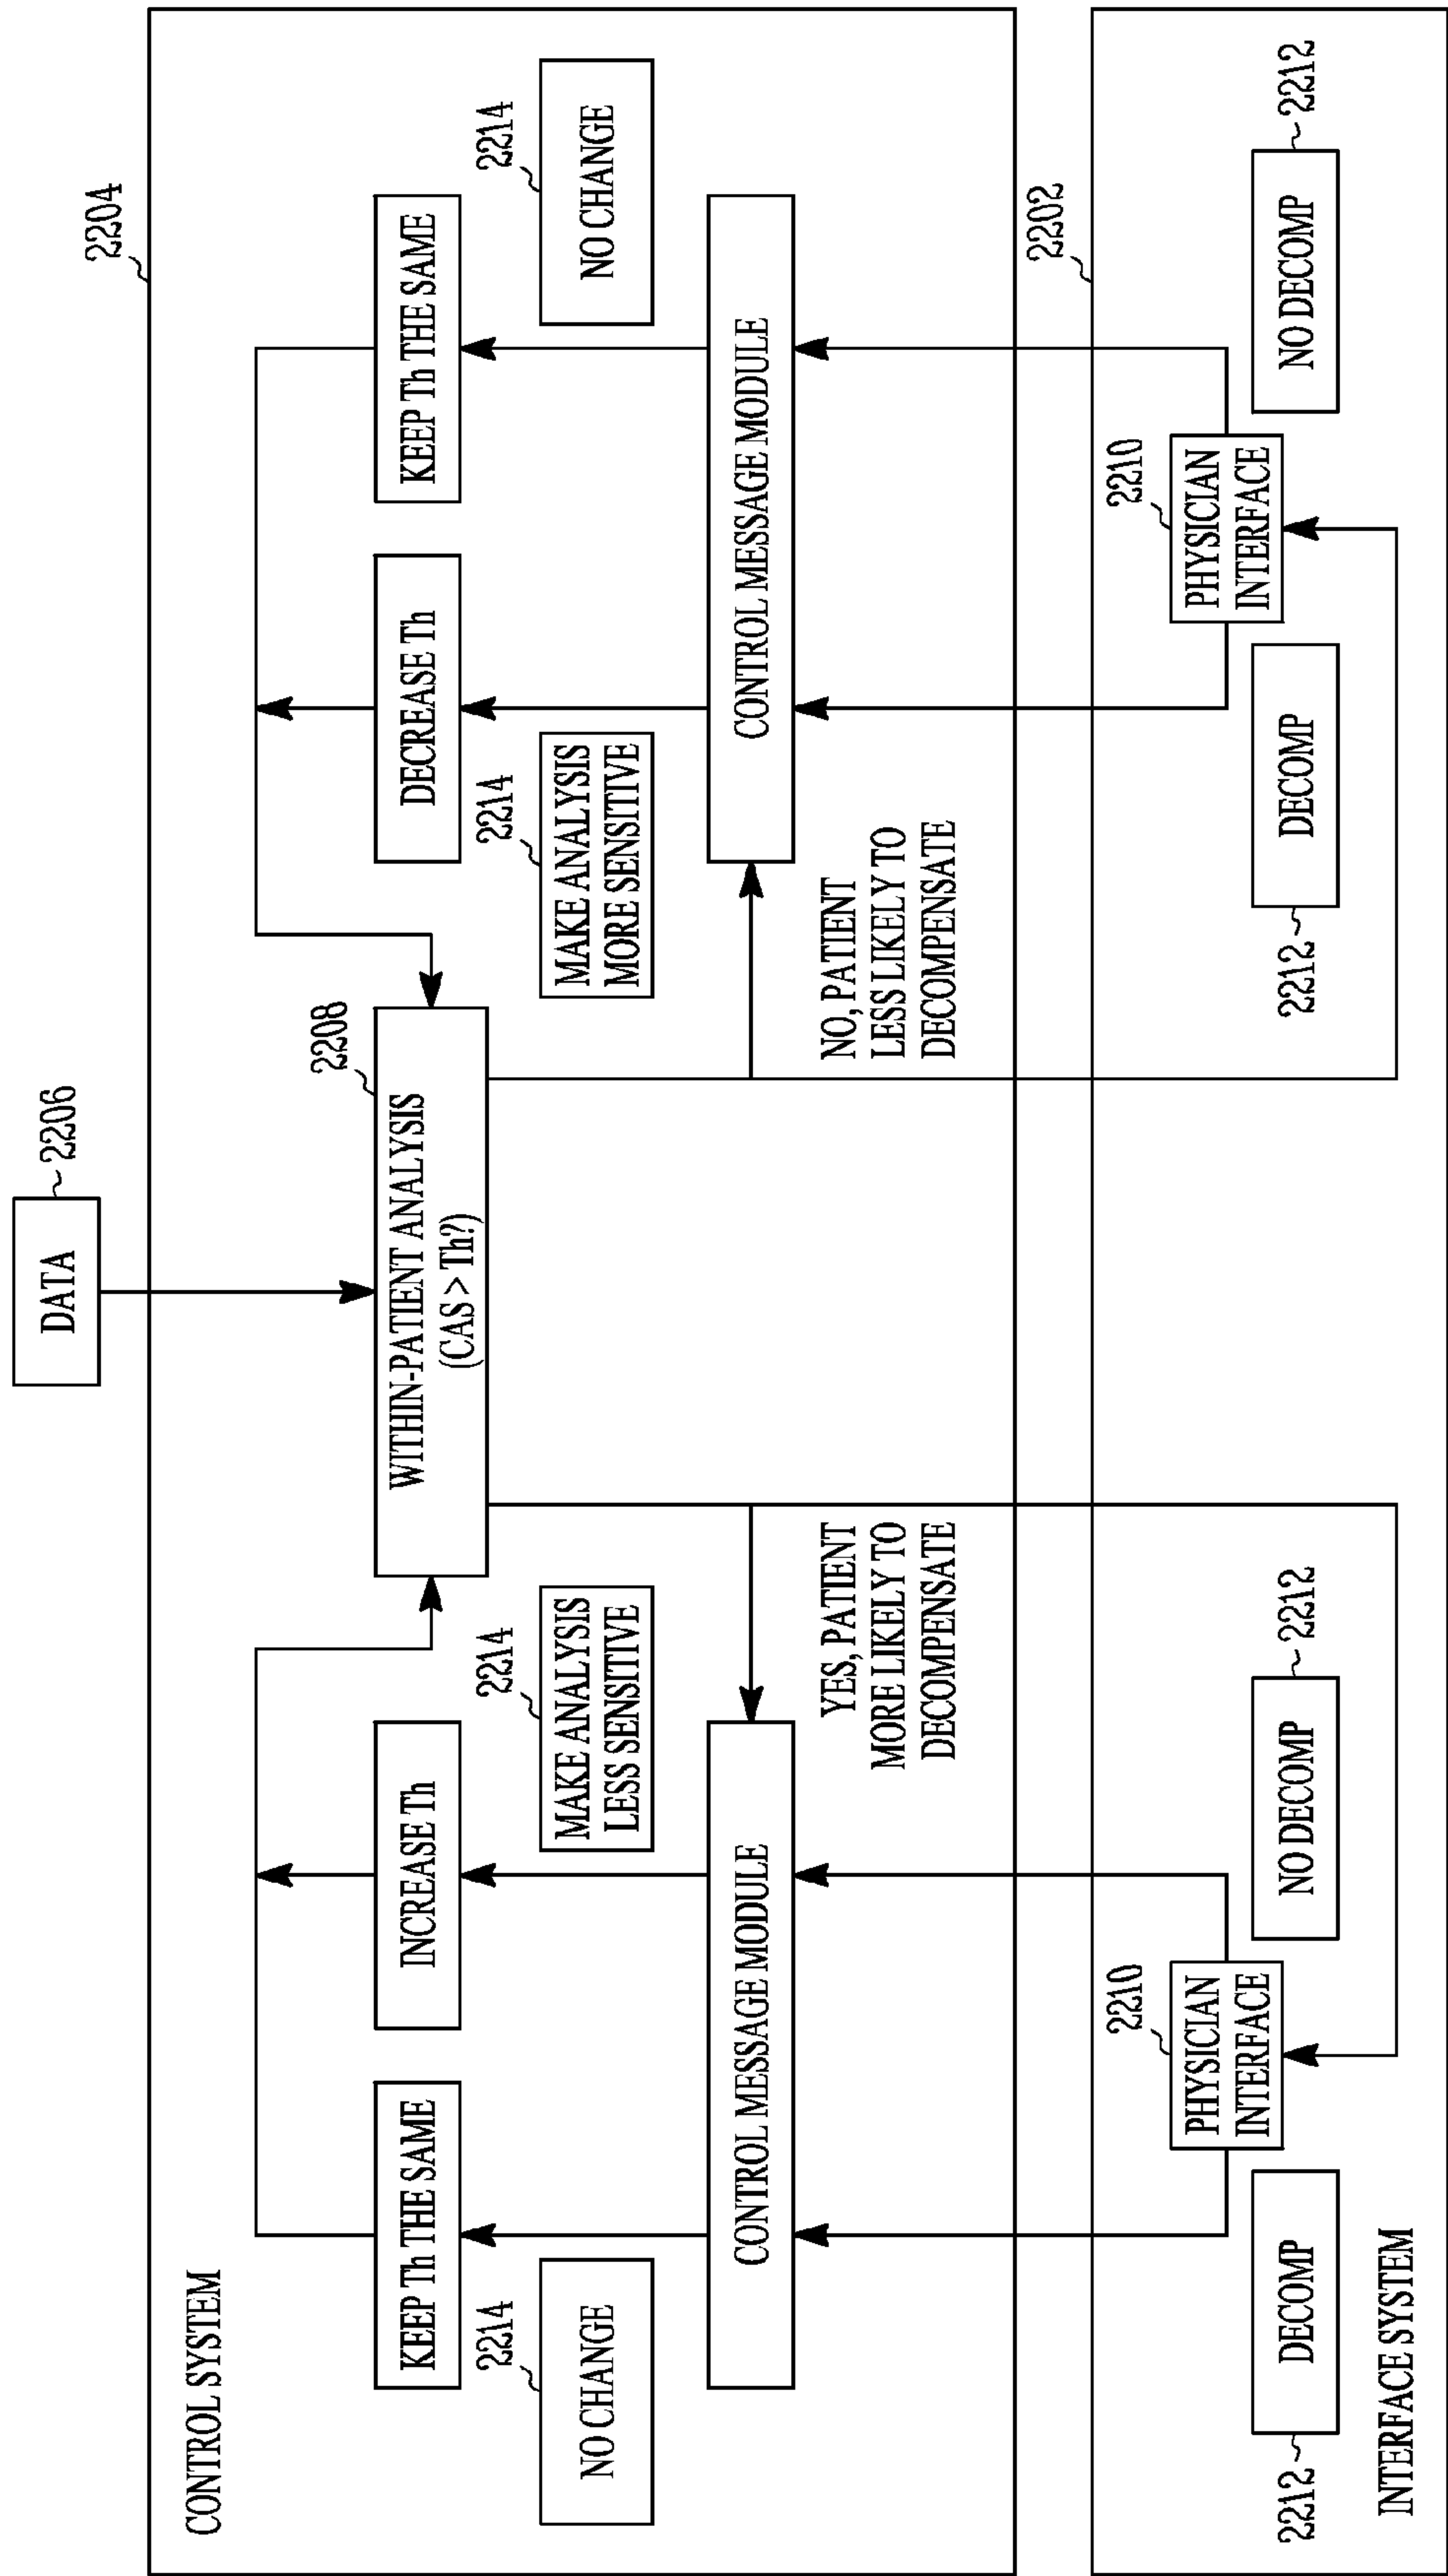 DATA
2206
CONTROL SYSTEM
2204
WITHIN-PATIENT ANALYSIS
(CAS > Th?)
2208
KEEP Th THE SAME
INCREASE Th
DECREASE Th
KEEP Th THE SAME
2214
NO CHANGE
2214
MAKE ANALYSIS
LESS SENSITIVE
2214
MAKE ANALYSIS
MORE SENSITIVE
2214
NO CHANGE
CONTROL MESSAGE MODULE
CONTROL MESSAGE MODULE
YES, PATIENT
MORE LIKELY TO
DECOMPENSATE
NO, PATIENT
LESS LIKELY TO
DECOMPENSATE
2202
2210
PHYSICIAN
INTERFACE
2210
PHYSICIAN
INTERFACE
2212
DECOMP
NO DECOMP
2212
2212
DECOMP
NO DECOMP
2212
INTERFACE SYSTEM